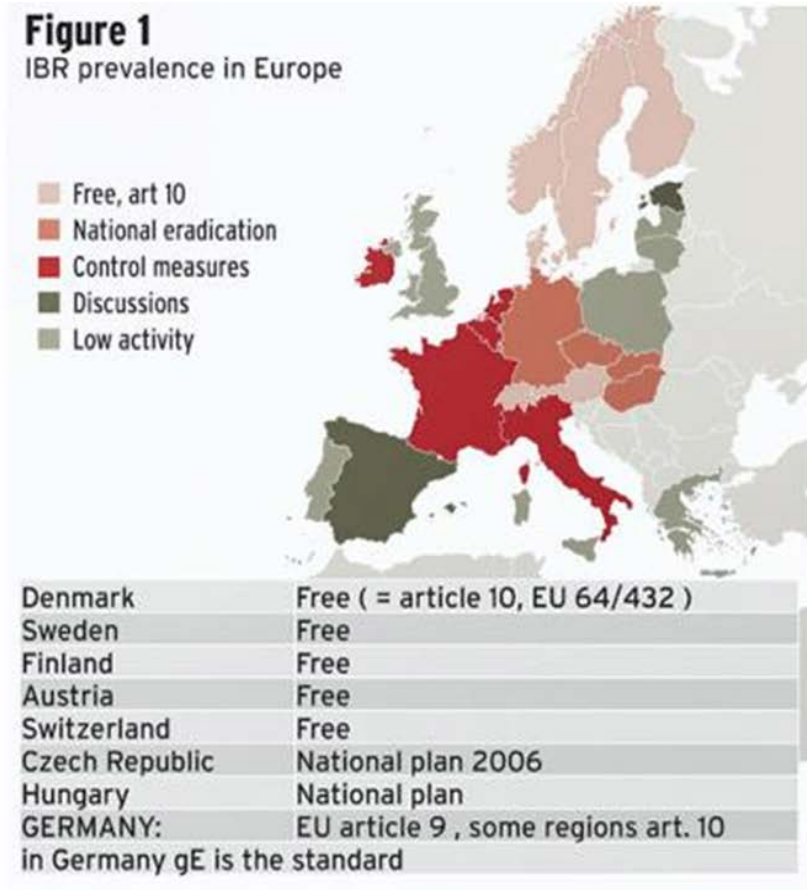 Figure 1
IBR prevalence in Europe
Free, art 10
National eradication
Control measures
Discussions
Low activity
Denmark Free ( = article 10, EU 64/432 )
Sweden Free
Finland Free
Austria Free
Switzerland Free
Czech Republic National plan 2006
Hungary National plan
GERMANY: EU article 9 , some regions art. 10
in Germany gE is the standard